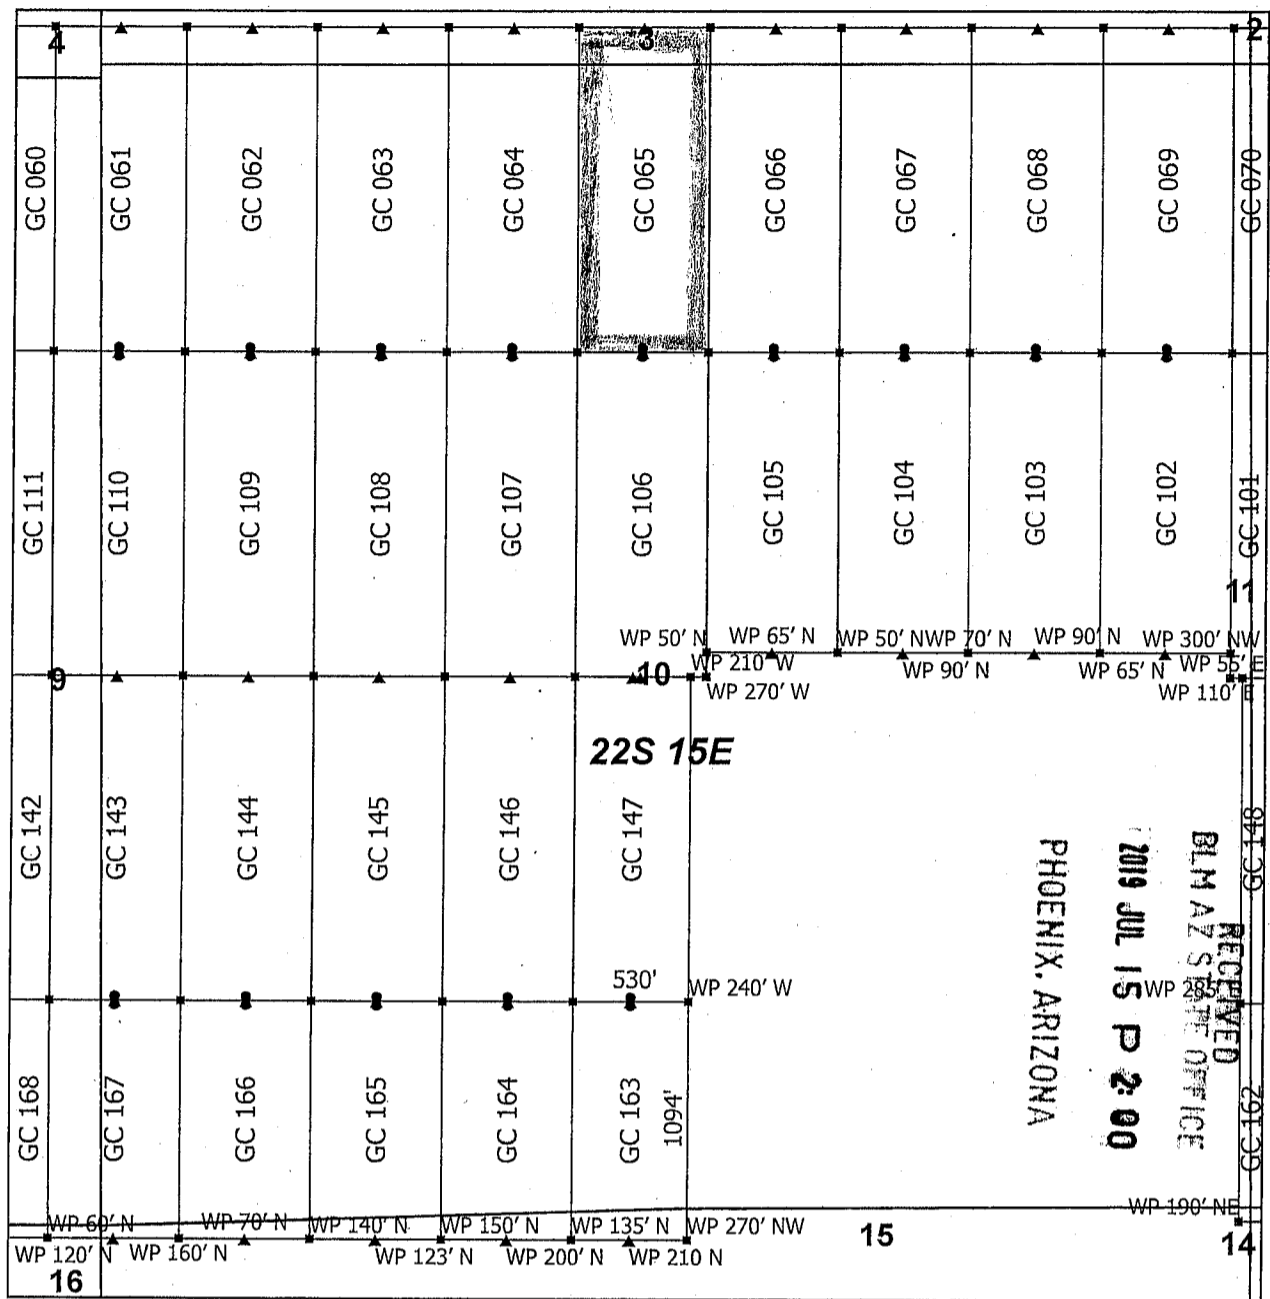 4
3
2
GC 060
GC 061
GC 062
GC 063
GC 064
GC 065
GC 066
GC 067
GC 068
GC 069
GC 070
GC 111
GC 110
GC 109
GC 108
GC 107
GC 106
GC 105
GC 104
GC 103
GC 102
GC 101
11
WP 50' N
WP 65' N
WP 50' N
WP 70' N
WP 90' N
WP 300' NW
WP 210' W
WP 90' N
WP 65' N
WP 55' E
9
10
WP 270' W
WP 110' E
22S 15E
GC 142
GC 143
GC 144
GC 145
GC 146
GC 147
GC 148
RECEIVED
BLM AZ STATE OFFICE
2019 JUL 15 P 2:00
PHOENIX, ARIZONA
530'
WP 240' W
WP 285' E
GC 168
GC 167
GC 166
GC 165
GC 164
GC 163
1094'
GC 162
WP 190' NE
WP 60' N
WP 70' N
WP 140' N
WP 150' N
WP 135' N
WP 270' NW
15
14
WP 120' N
WP 160' N
WP 123' N
WP 200' N
WP 210 N
16